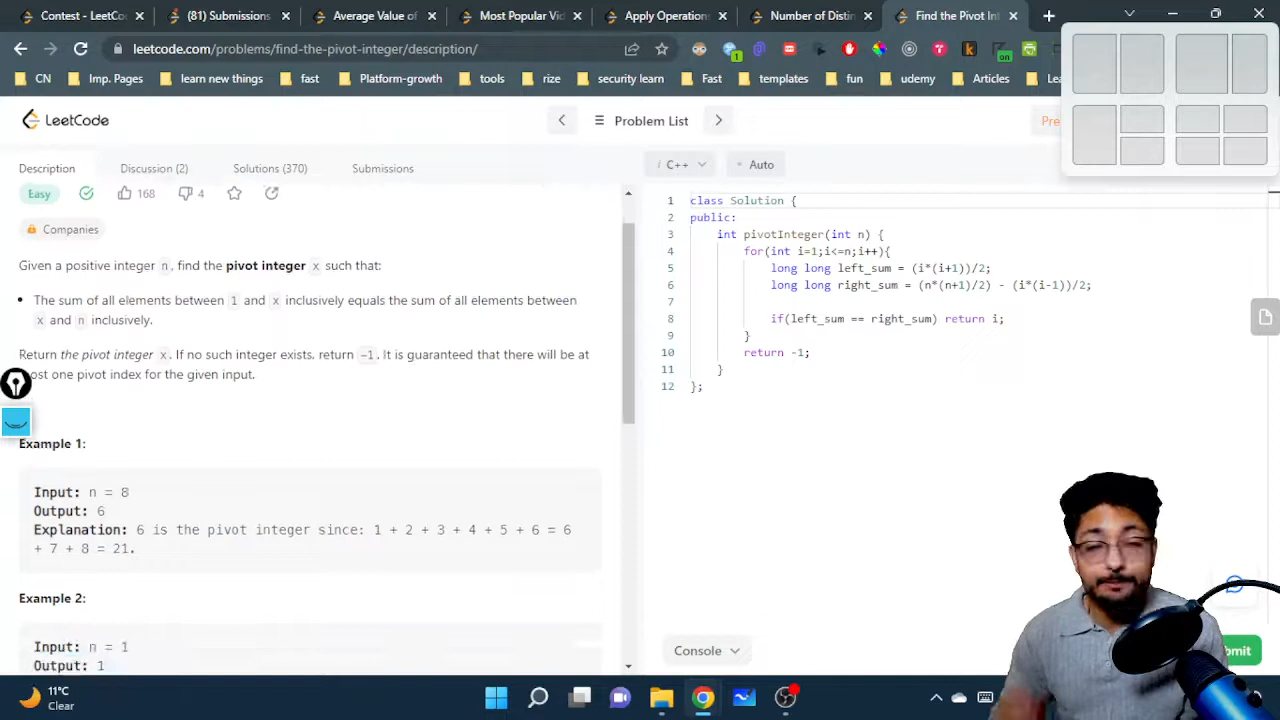 Contest - LeetCo
(81) Submissions
Average Value of
Most Popular Vid
Apply Operation
Number of Distin
Find the Pivot In
leetcode.com/problems/find-the-pivot-integer/description/
1
on
CN
Imp. Pages
learn new things
fast
Platform-growth
tools
rize
security learn
Fast
templates
fun
udemy
Articles
Lea
LeetCode
Problem List
Pre
Description
Discussion (2)
Solutions (370)
Submissions
i C++
Auto
Easy
168
4
Companies
Given a positive integer n, find the pivot integer x such that:
The sum of all elements between 1 and x inclusively equals the sum of all elements between
x and n inclusively.
Return the pivot integer x. If no such integer exists, return -1. It is guaranteed that there will be at
ost one pivot index for the given input.
Example 1:
Input: n = 8
Output: 6
Explanation: 6 is the pivot integer since: 1 + 2 + 3 + 4 + 5 + 6 = 6
+ 7 + 8 = 21.
Example 2:
Input: n = 1
Output: 1
1 class Solution {
2 public:
3 int pivotInteger(int n) {
4 for(int i=1;i<=n;i++){
5 long long left_sum = (i*(i+1))/2;
6 long long right_sum = (n*(n+1)/2) - (i*(i-1))/2;
7
8 if(left_sum == right_sum) return i;
9 }
10 return -1;
11 }
12 };
Console
bmit
11°C
Clear